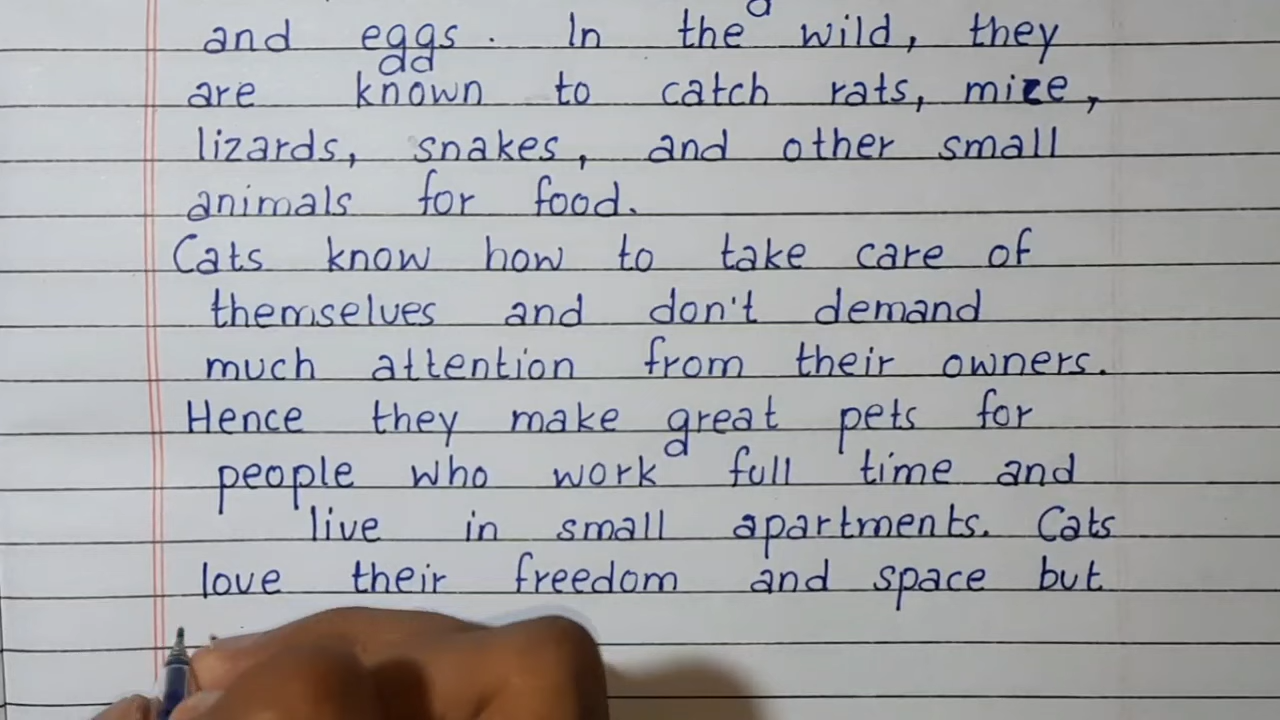 and eggs. In the wild, they
are known to catch rats, mice,
lizards, snakes, and other small
animals for food.
Cats know how to take care of
themselves and don't demand
much attention from their owners.
Hence they make great pets for
people who work full time and
live in small apartments. Cats
love their freedom and space but